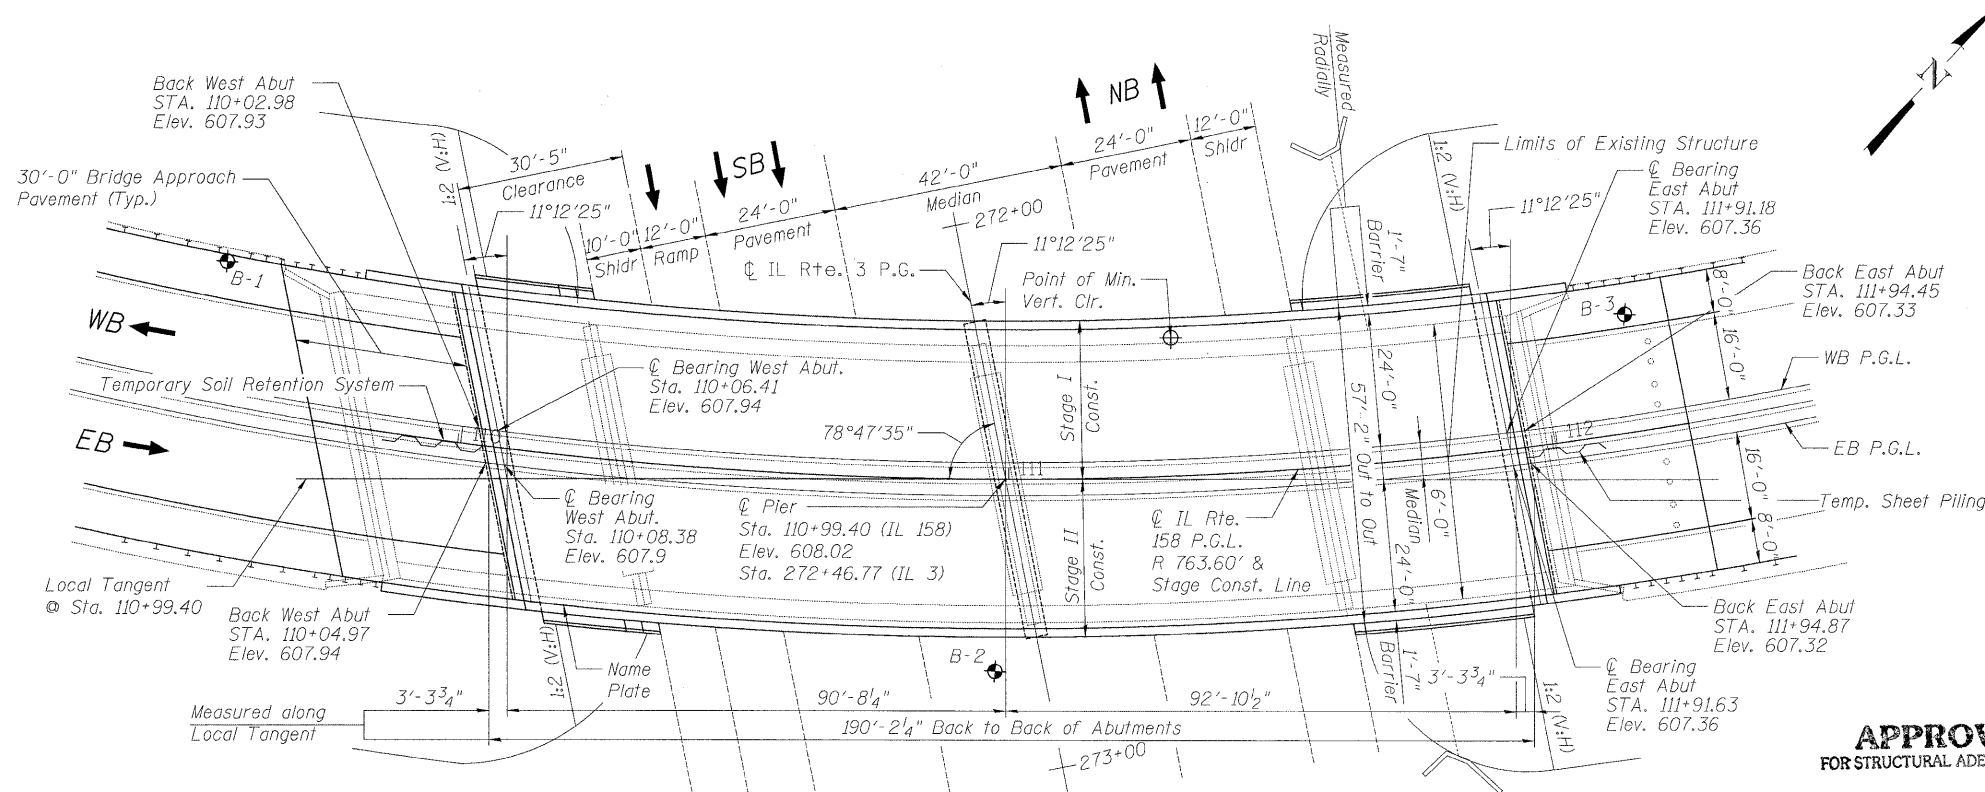 Back West Abut
STA. 110+02.98
Elev. 607.93
30'-0" Bridge Approach
Pavement (Typ.)
1:2 (V:H)
30'-5"
Clearance
11°12'25"
10'-0"
Shldr
12'-0"
Ramp
SB
24'-0"
Pavement
42'-0"
Median
272+00
11°12'25"
℄ IL Rte. 3 P.G.
NB
24'-0"
Pavement
12'-0"
Shldr
Measured
Radially
1:2 (V:H)
Limits of Existing Structure
℄ Bearing
East Abut
STA. 111+91.18
Elev. 607.36
11°12'25"
N
Back East Abut
STA. 111+94.45
Elev. 607.33
B-1
WB
EB
Temporary Soil Retention System
℄ Bearing West Abut.
Sta. 110+06.41
Elev. 607.94
78°47'35"
Point of Min.
Vert. Clr.
1'-7"
Barrier
B-3
8'-0"
16'-0"
WB P.G.L.
EB P.G.L.
16'-0"
8'-0"
Temp. Sheet Piling
112
111
Stage I
Const.
Stage II
Const.
24'-0"
57'-2" Out to Out
Median
6'-0"
24'-0"
1'-7"
Barrier
Local Tangent
@ Sta. 110+99.40
Back West Abut
STA. 110+04.97
Elev. 607.94
℄ Bearing
West Abut.
Sta. 110+08.38
Elev. 607.9
℄ Pier
Sta. 110+99.40 (IL 158)
Elev. 608.02
Sta. 272+46.77 (IL 3)
℄ IL Rte.
158 P.G.L.
R 763.60' &
Stage Const. Line
Back East Abut
STA. 111+94.87
Elev. 607.32
℄ Bearing
East Abut
STA. 111+91.63
Elev. 607.36
Name
Plate
B-2
1:2 (V:H)
1:2 (V:H)
Measured along
Local Tangent
3'-3¾"
90'-8¼"
92'-10½"
3'-3¾"
190'-2¼" Back to Back of Abutments
273+00
APPROV
FOR STRUCTURAL ADE